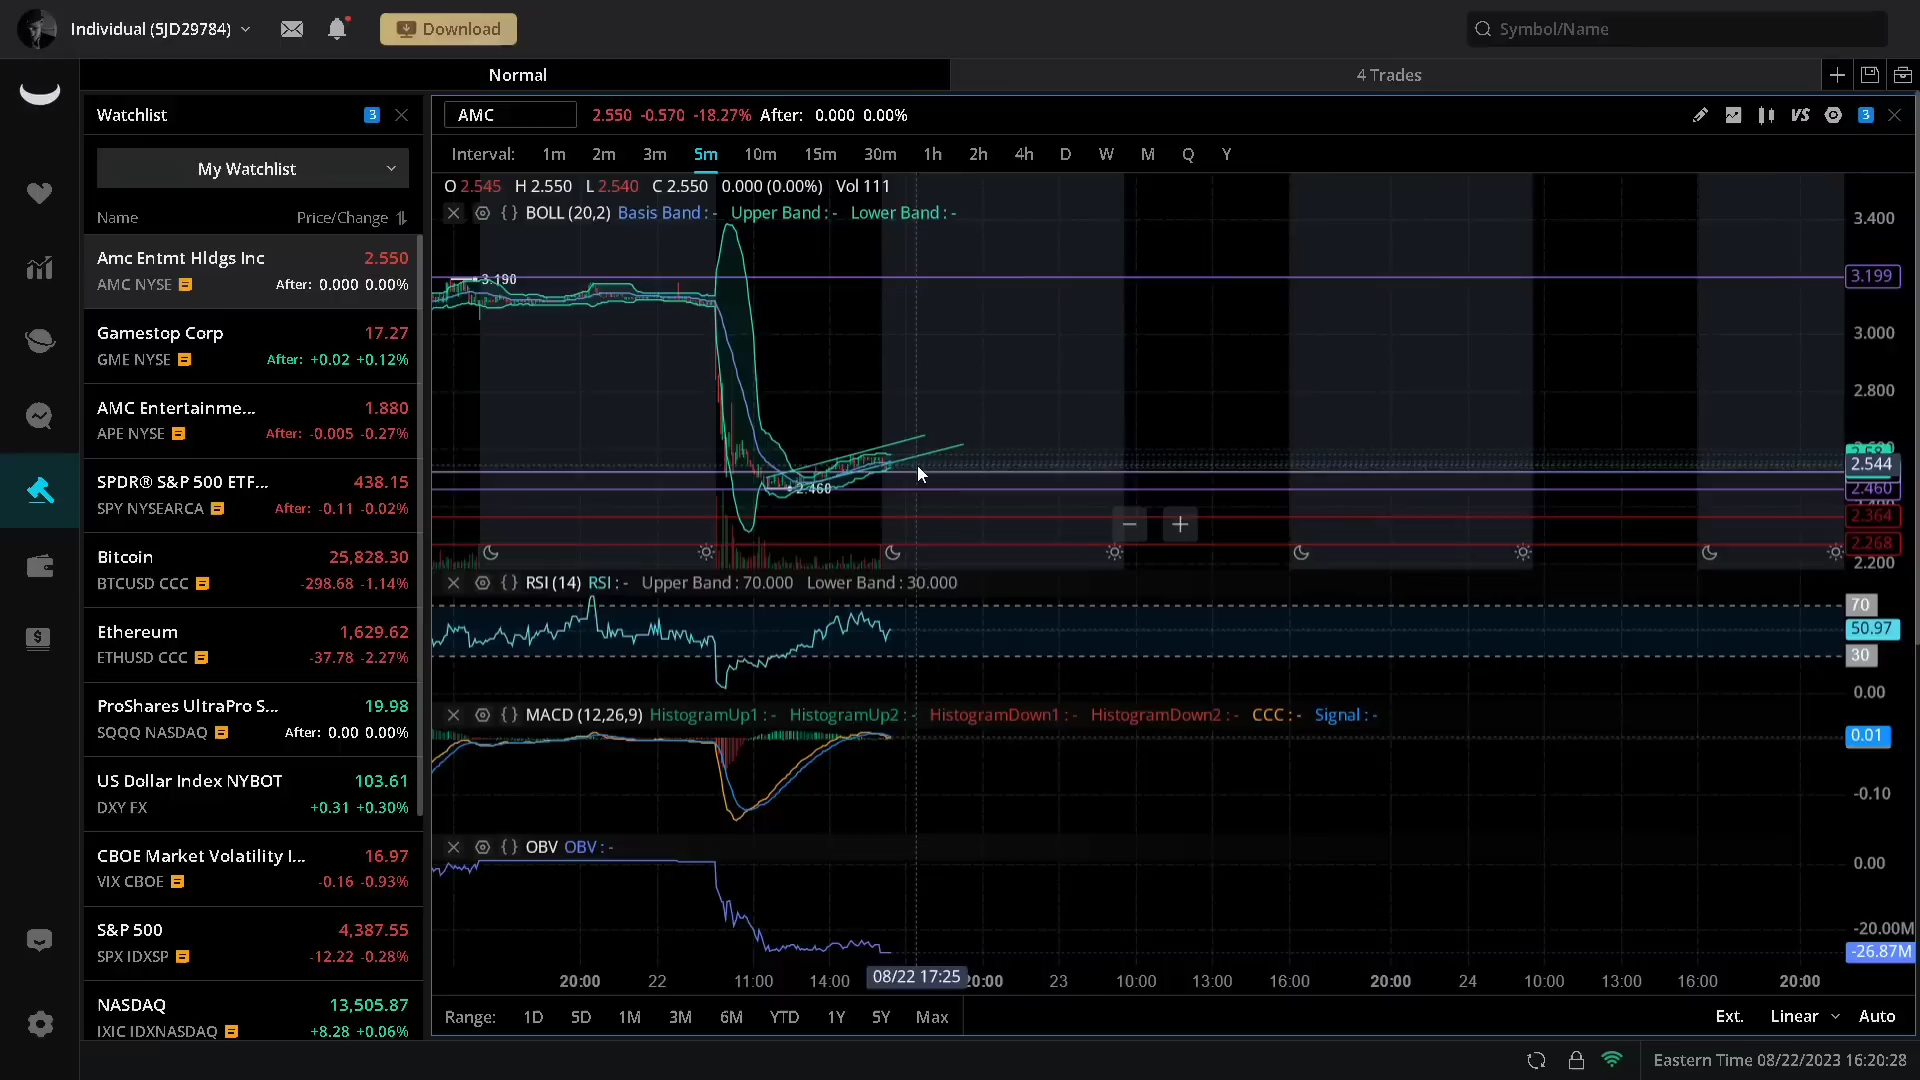 Individual (5JD29784)
Download
Symbol/Name
Normal
4 Trades
Watchlist
3
My Watchlist
Name Price/Change
Amc Entmt Hldgs Inc 2.550
AMC NYSE After: 0.000 0.00%
Gamestop Corp 17.27
GME NYSE After: +0.02 +0.12%
AMC Entertainme... 1.880
APE NYSE After: -0.005 -0.27%
SPDR® S&P 500 ETF... 438.15
SPY NYSEARCA After: -0.11 -0.02%
Bitcoin 25,828.30
BTCUSD CCC -298.68 -1.14%
Ethereum 1,629.62
ETHUSD CCC -37.78 -2.27%
ProShares UltraPro S... 19.98
SQQQ NASDAQ After: 0.00 0.00%
US Dollar Index NYBOT 103.61
DXY FX +0.31 +0.30%
CBOE Market Volatility I... 16.97
VIX CBOE -0.16 -0.93%
S&P 500 4,387.55
SPX IDXSP -12.22 -0.28%
NASDAQ 13,505.87
IXIC IDXNASDAQ +8.28 +0.06%
AMC 2.550 -0.570 -18.27% After: 0.000 0.00%
VS 3
Interval: 1m 2m 3m 5m 10m 15m 30m 1h 2h 4h D W M Q Y
O 2.545 H 2.550 L 2.540 C 2.550 0.000 (0.00%) Vol 111
BOLL (20,2) Basis Band : - Upper Band : - Lower Band : -
3.190
2.460
3.400
3.199
3.000
2.800
2.544
2.460
2.364
2.268
2.200
RSI (14) RSI : - Upper Band : 70.000 Lower Band : 30.000
70
50.97
30
0.00
MACD (12,26,9) HistogramUp1 : - HistogramUp2 : - HistogramDown1 : - HistogramDown2 : - CCC : - Signal : -
0.01
-0.10
OBV OBV : -
0.00
-20.00M
-26.87M
20:00 22 11:00 14:00 08/22 17:25 20:00 23 10:00 13:00 16:00 20:00 24 10:00 13:00 16:00 20:00
Range: 1D 5D 1M 3M 6M YTD 1Y 5Y Max
Ext. Linear Auto
Eastern Time 08/22/2023 16:20:28